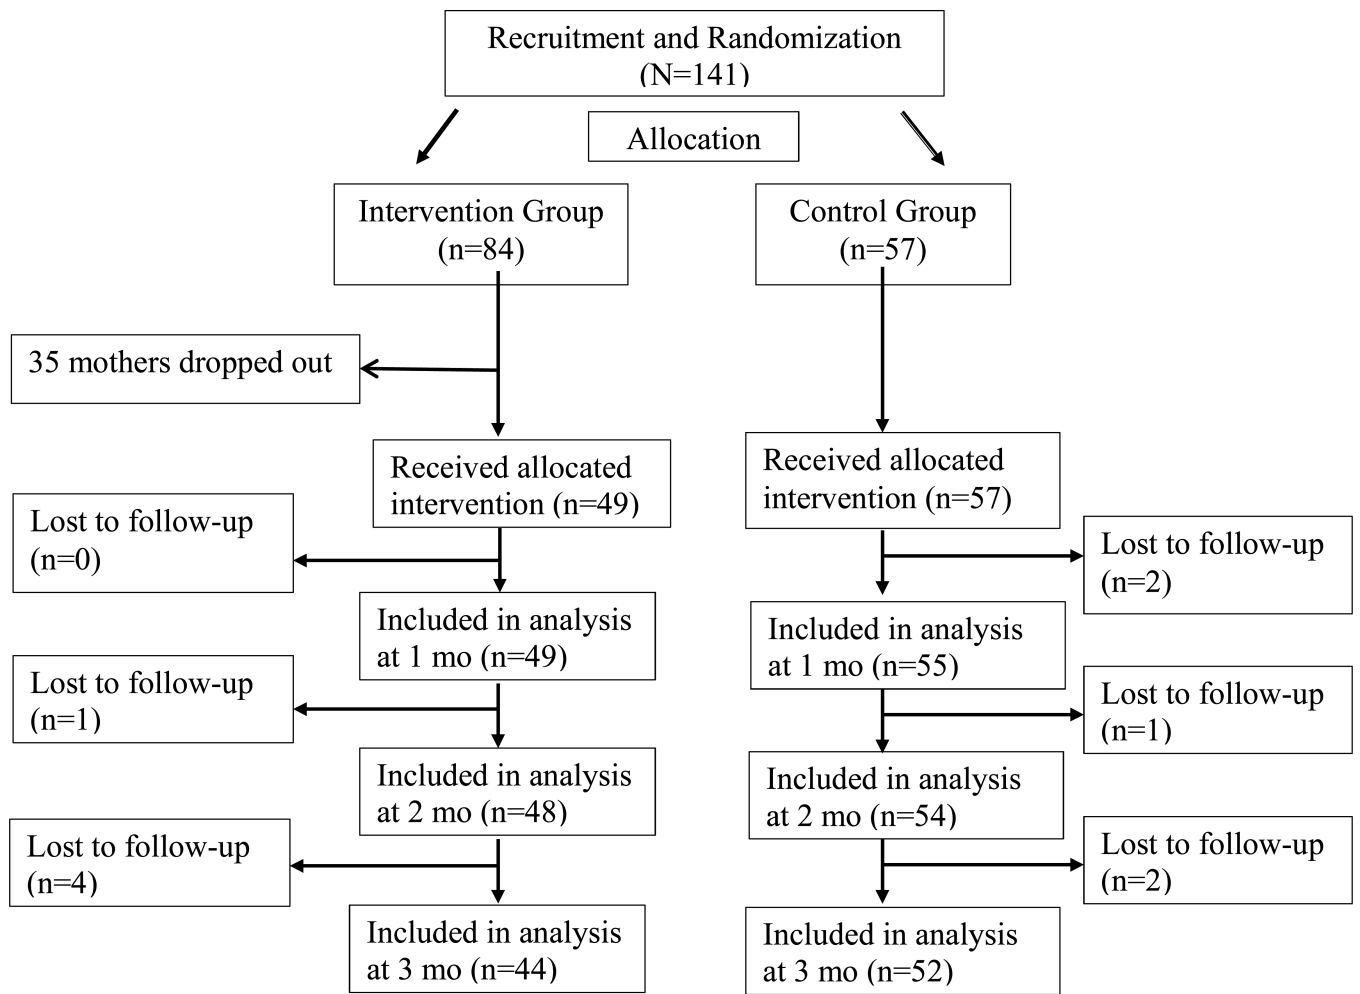 Recruitment and Randomization
(N=141)
Allocation
Intervention Group
(n=84)
Control Group
(n=57)
35 mothers dropped out
Received allocated
intervention (n=49)
Received allocated
intervention (n=57)
Lost to follow-up
(n=0)
Lost to follow-up
(n=2)
Included in analysis
at 1 mo (n=49)
Included in analysis
at 1 mo (n=55)
Lost to follow-up
(n=1)
Lost to follow-up
(n=1)
Included in analysis
at 2 mo (n=48)
Included in analysis
at 2 mo (n=54)
Lost to follow-up
(n=4)
Lost to follow-up
(n=2)
Included in analysis
at 3 mo (n=44)
Included in analysis
at 3 mo (n=52)